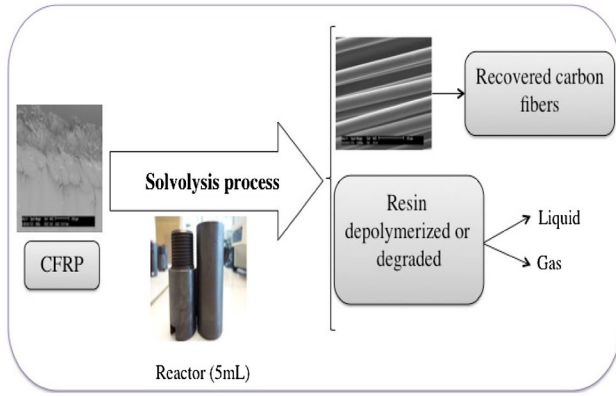 Recovered carbon
fibers
Solvolysis process
CFRP
Resin
depolymerized or
degraded
Liquid
Gas
Reactor (5mL)